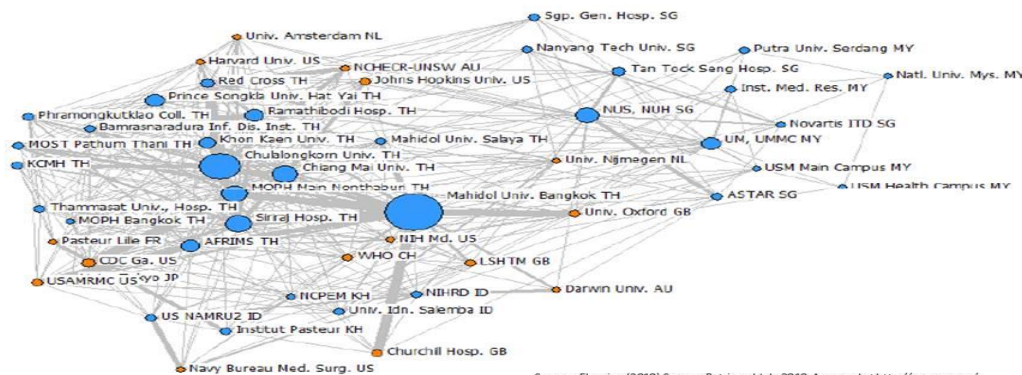 Sgp. Gen. Hosp. SG
Univ. Amsterdam NL
Nanyang Tech Univ. SG
Putra Univ. Serdang MY
Harvard Univ. US
NCHECR-UNSW AU
Tan Tock Seng Hosp. SG
Natl. Univ. Mys. MY
Red Cross TH
Johns Hopkins Univ. US
Inst. Med. Res. MY
Prince Songkla Univ. Hat Yai TH
Phramongkutklao Coll. TH
Ramathibodi Hosp. TH
NUS, NUH SG
Novartis ITD SG
Bamrasnaradura Inf. Dis. Inst. TH
MOST Pathum Thani TH
Khon Kaen Univ. TH
Mahidol Univ. Salaya TH
UM, UMMC MY
Chulalongkorn Univ. TH
KCMH TH
Chiang Mai Univ. TH
Univ. Nijmegen NL
USM Main Campus MY
MOPH Main Nonthaburi TH
Mahidol Univ. Bangkok TH
USM Health Campus MY
ASTAR SG
Thammasat Univ., Hosp. TH
MOPH Bangkok TH
Siriraj Hosp. TH
Univ. Oxford GB
Pasteur Lille FR
AFRIMS TH
NIH Md. US
CDC Ga. US
WHO CH
LSHTM GB
USAMRMC US
Tokyo JP
NCPEM KH
NIHRD ID
Darwin Univ. AU
US NAMRU2 ID
Univ. Idn. Salemba ID
Institut Pasteur KH
Churchill Hosp. GB
Navy Bureau Med. Surg. US